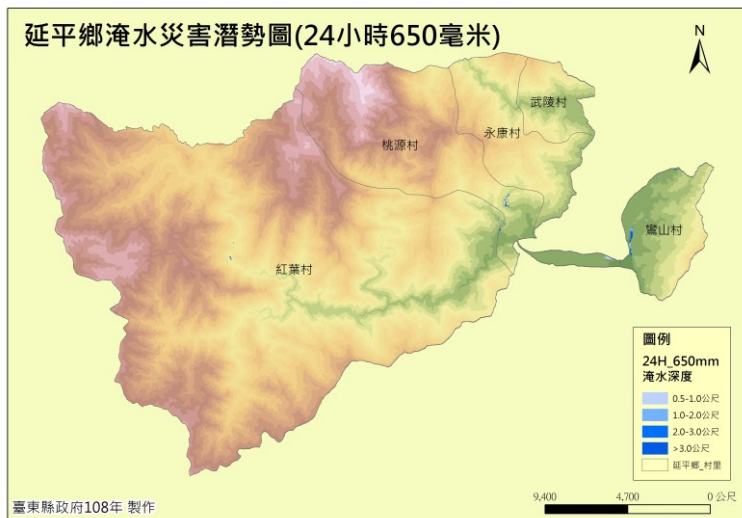 延平鄉淹水災害潛勢圖(24小時650毫米)
N
武陵村
永康村
桃源村
鸞山村
紅葉村
圖例
24H_650mm
淹水深度
0.5-1.0公尺
1.0-2.0公尺
2.0-3.0公尺
>3.0公尺
延平鄉_村里
臺東縣政府108年 製作
9,400 4,700 0 公尺